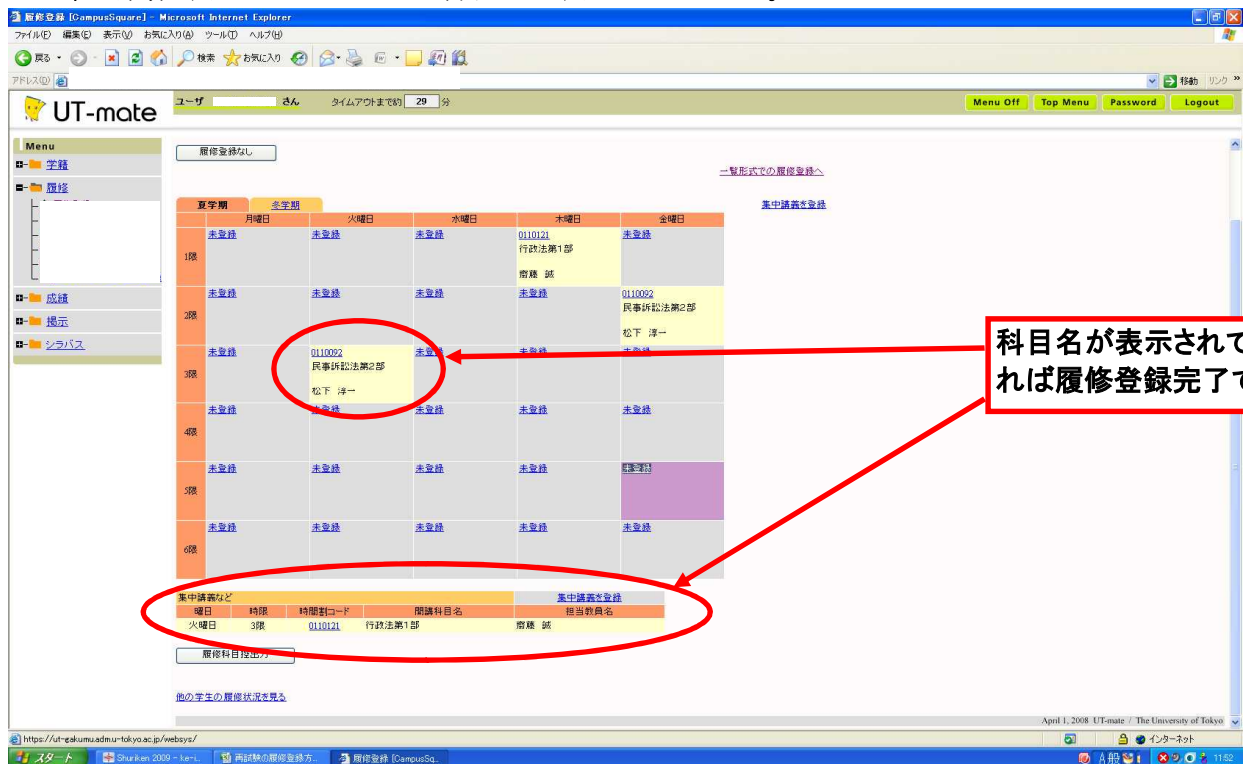 履修登録 [CampusSquare] - Microsoft Internet Explorer
ファイル(F) 編集(E) 表示(V) お気に入り(A) ツール(T) ヘルプ(H)
戻る 検索 お気に入り
アドレス(D) 移動 リンク »
UT-mate ユーザ さん タイムアウトまで約 29 分 Menu Off Top Menu Password Logout
Menu
学籍
履修
成績
掲示
シラバス
履修登録なし
一覧形式での履修登録へ
夏学期 冬学期 集中講義を登録
月曜日 火曜日 水曜日 木曜日 金曜日
1限 未登録 未登録 未登録 0110121 未登録
行政法第1部
齋藤 誠
2限 未登録 未登録 未登録 未登録 0110092
民事訴訟法第2部
松下 淳一
3限 未登録 0110092 未登録 未登録 未登録
民事訴訟法第2部
松下 淳一
4限 未登録 未登録 未登録 未登録 未登録
5限 未登録 未登録 未登録 未登録 未登録
6限 未登録 未登録 未登録 未登録 未登録
科目名が表示されて
れば履修登録完了で
集中講義など 集中講義を登録
曜日 時限 時間割コード 開講科目名 担当教員名
火曜日 3限 0110121 行政法第1部 齋藤 誠
履修科目控出力
他の学生の履修状況を見る
April 1, 2008 UT-mate / The University of Tokyo
https://ut-gakumu.adm.u-tokyo.ac.jp/websys/ インターネット
スタート Shuriken 2009 - ke-i... 再試験の履修登録方... 履修登録 [CampusSq... A 般 11:52